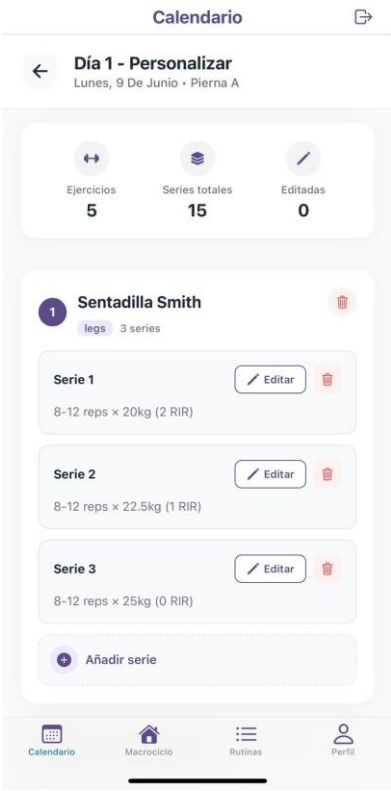 Calendario
Día 1 - Personalizar
Lunes, 9 De Junio • Pierna A
Ejercicios
5
Series totales
15
Editadas
0
1
Sentadilla Smith
legs 3 series
Serie 1
Editar
8-12 reps × 20kg (2 RIR)
Serie 2
Editar
8-12 reps × 22.5kg (1 RIR)
Serie 3
Editar
8-12 reps × 25kg (0 RIR)
Añadir serie
Calendario
Macrociclo
Rutinas
Perfil